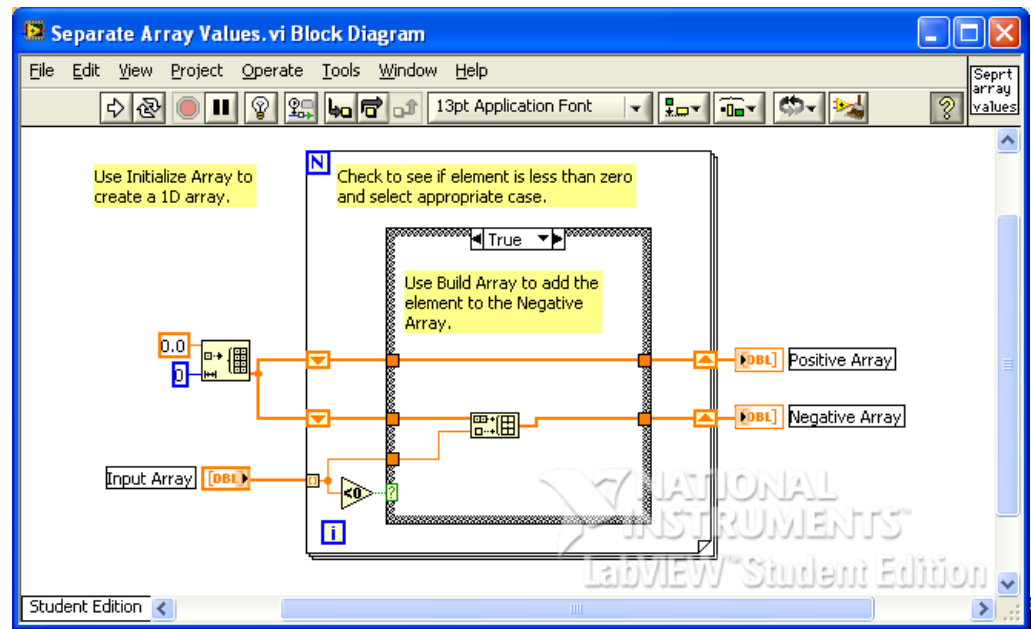 Separate Array Values.vi Block Diagram
File Edit View Project Operate Tools Window Help
Seprt
array
values
13pt Application Font
?
Use Initialize Array to
create a 1D array.
N
Check to see if element is less than zero
and select appropriate case.
True
Use Build Array to add the
element to the Negative
Array.
0.0
0
DBL] Positive Array
DBL] Negative Array
Input Array [DBL
<0
?
i
NATIONAL
INSTRUMENTS™
LabVIEW™ Student Edition
Student Edition